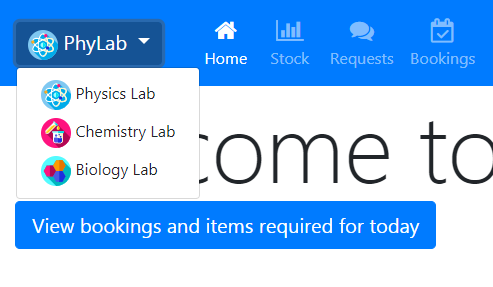 PhyLab
Home
Stock
Requests
Bookings
Physics Lab
Chemistry Lab
Biology Lab
come to
View bookings and items required for today